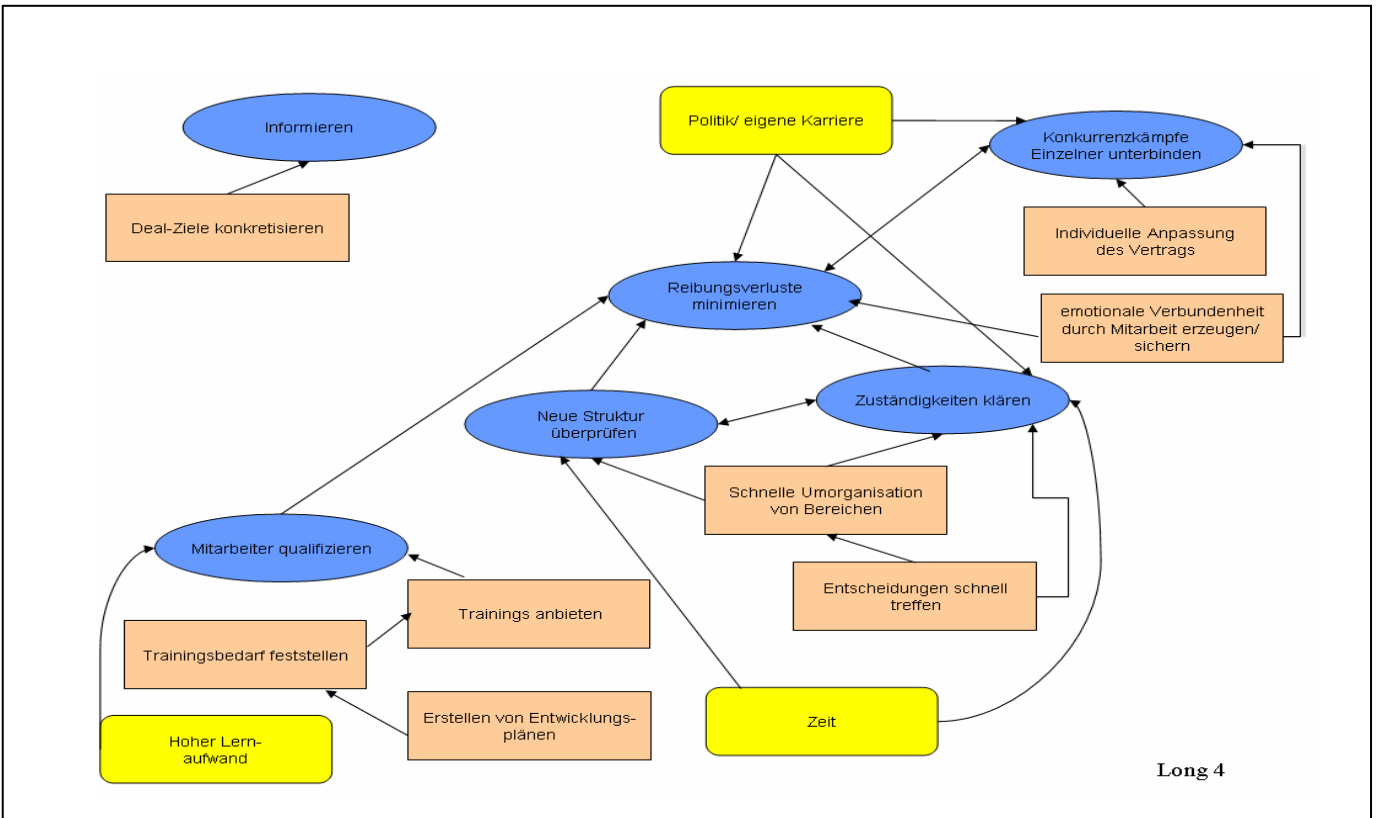 Informieren
Politik/ eigene Karriere
Konkurrenzkämpfe
Einzelner unterbinden
Deal-Ziele konkretisieren
Individuelle Anpassung
des Vertrags
Reibungsverluste
minimieren
emotionale Verbundenheit
durch Mitarbeit erzeugen/
sichern
Neue Struktur
überprüfen
Zuständigkeiten klären
Schnelle Umorganisation
von Bereichen
Mitarbeiter qualifizieren
Entscheidungen schnell
treffen
Trainings anbieten
Trainingsbedarf feststellen
Erstellen von Entwicklungs-
plänen
Zeit
Hoher Lern-
aufwand
Long 4